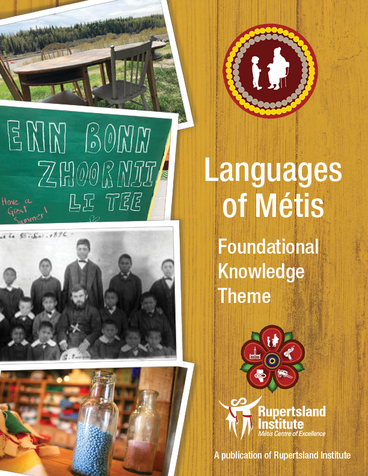 ENN BONN
ZHOORNII
LI TEE
Have a
Great
Summer!
1896
Languages
of Métis
Foundational
Knowledge
Theme
Rupertsland
Institute
Métis Centre of Excellence
A publication of Rupertsland Institute